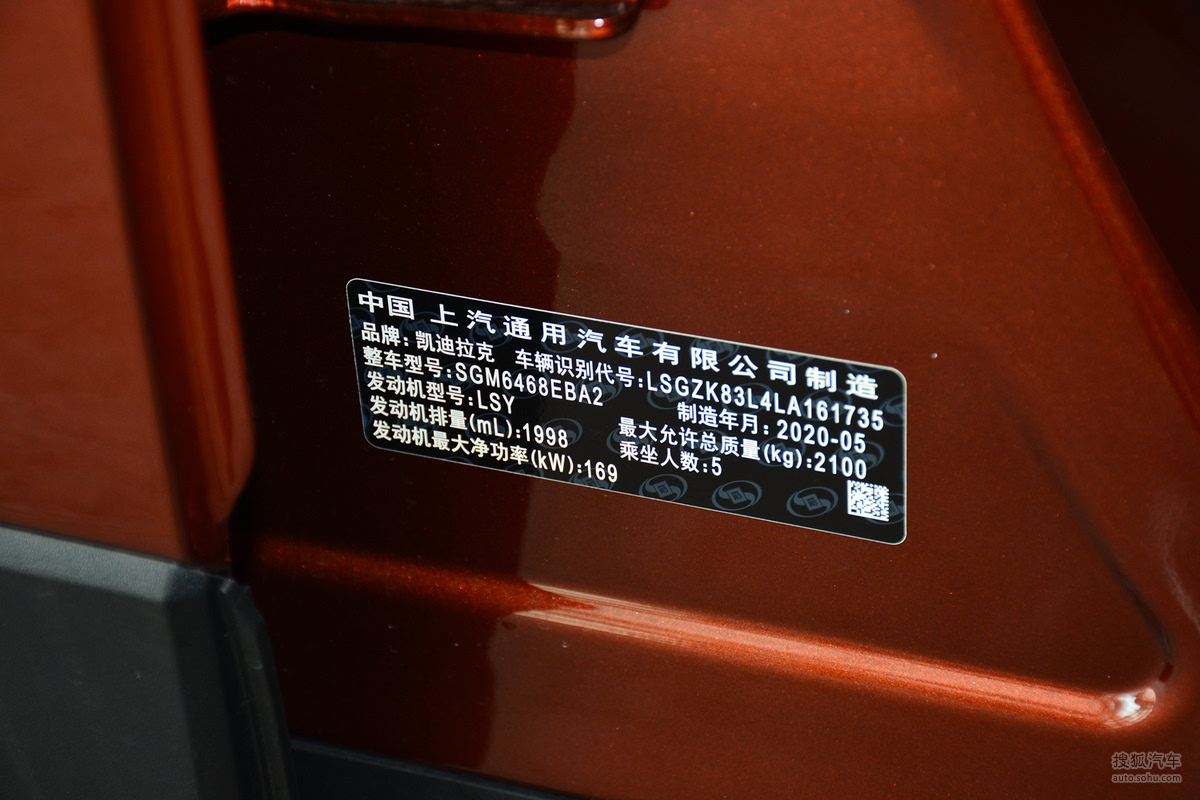 中国 上汽通用汽车有限公司制造
品牌:凯迪拉克 车辆识别代号:LSGZK83L4LA161735
整车型号:SGM6468EBA2 制造年月:2020-05
发动机型号:LSY 最大允许总质量(kg):2100
发动机排量(mL):1998 乘坐人数:5
发动机最大净功率(kW):169
搜狐汽车
auto.sohu.com